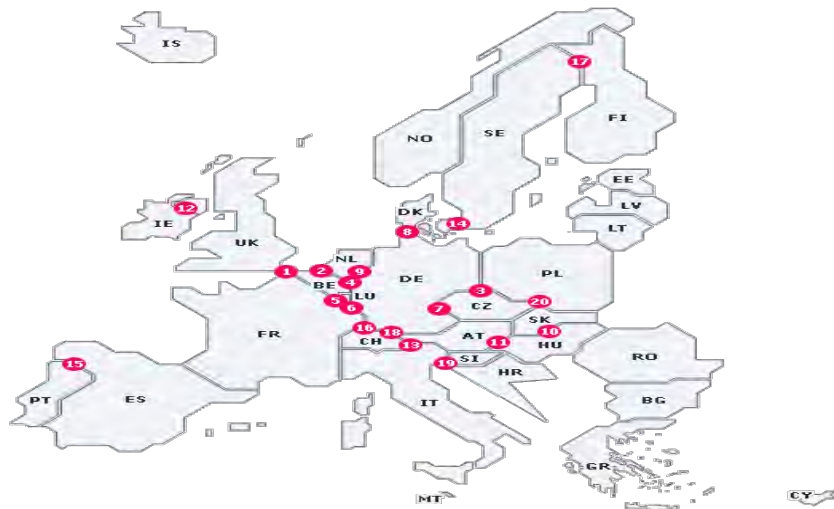 IS
17
NO
SE
FI
EE
LV
LT
12
IE
DK
14
8
UK
NL
1
2
9
4
BE
DE
PL
3
LU
5
6
7
CZ
20
SK
FR
16
18
CH
13
AT
11
10
HU
SI
19
HR
RO
15
PT
ES
IT
BG
GR
MT
CY